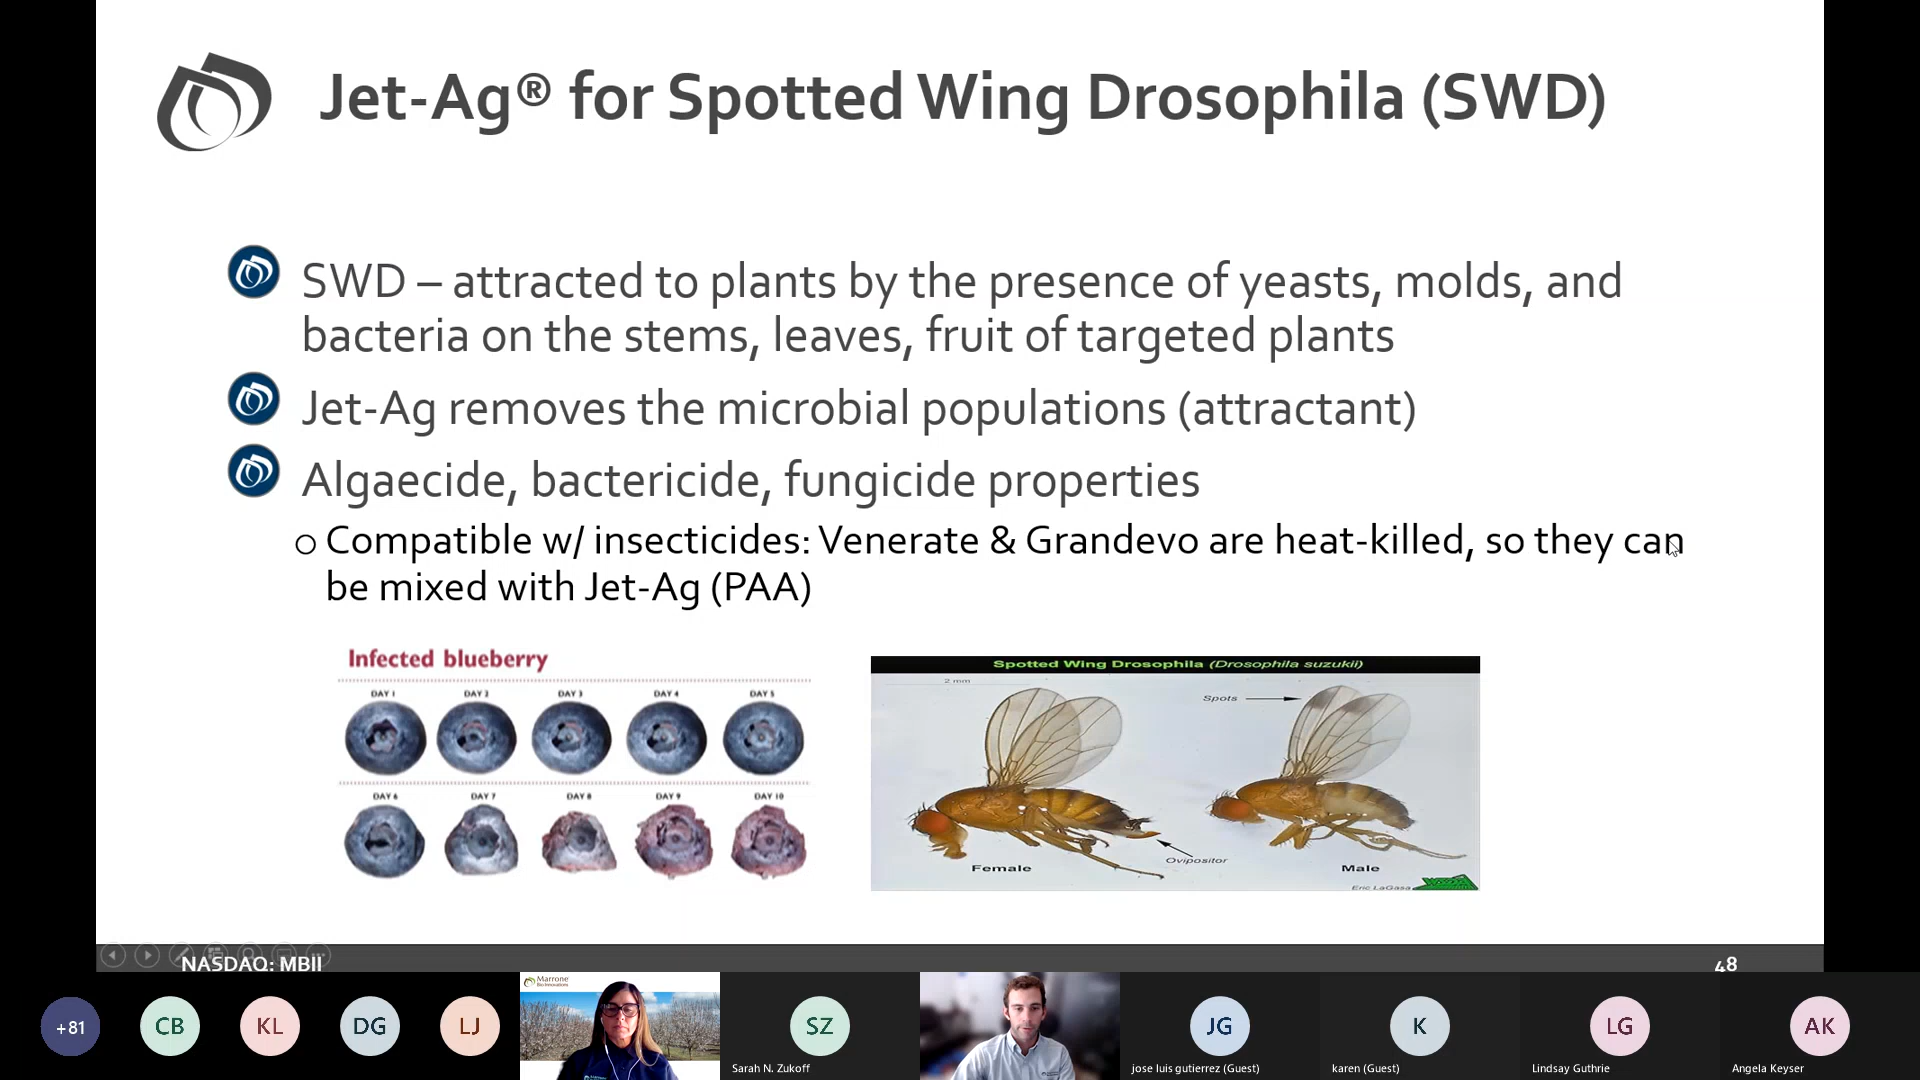 Jet-Ag® for Spotted Wing Drosophila (SWD)
SWD – attracted to plants by the presence of yeasts, molds, and
bacteria on the stems, leaves, fruit of targeted plants
Jet-Ag removes the microbial populations (attractant)
Algaecide, bactericide, fungicide properties
Compatible w/ insecticides: Venerate & Grandevo are heat-killed, so they can
be mixed with Jet-Ag (PAA)
Infected blueberry
DAY 1 DAY 2 DAY 3 DAY 4 DAY 5
DAY 6 DAY 7 DAY 8 DAY 9 DAY 10
Spotted Wing Drosophila (Drosophila suzukii)
2 mm
Spots
Ovipositor
Female Male
Eric LaGasa
NASDAQ: MBII 48
+81 CB KL DG LJ
Marrone
Bio Innovations
SZ JG K LG AK
Sarah N. Zukoff jose luis gutierrez (Guest) karen (Guest) Lindsay Guthrie Angela Keyser